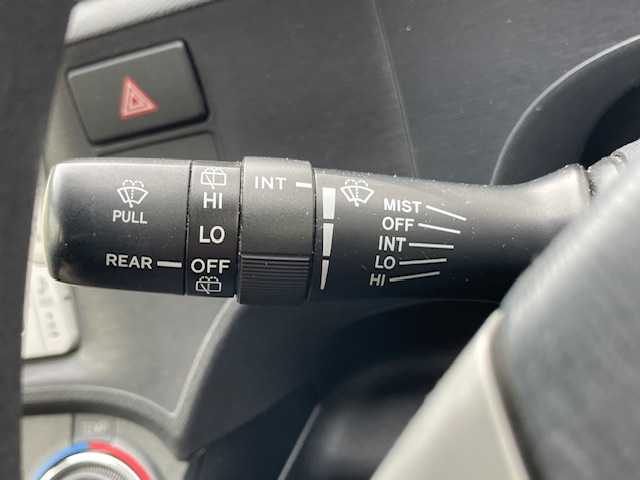 PULL
REAR
HI
LO
OFF
INT
MIST
OFF
INT
LO
HI